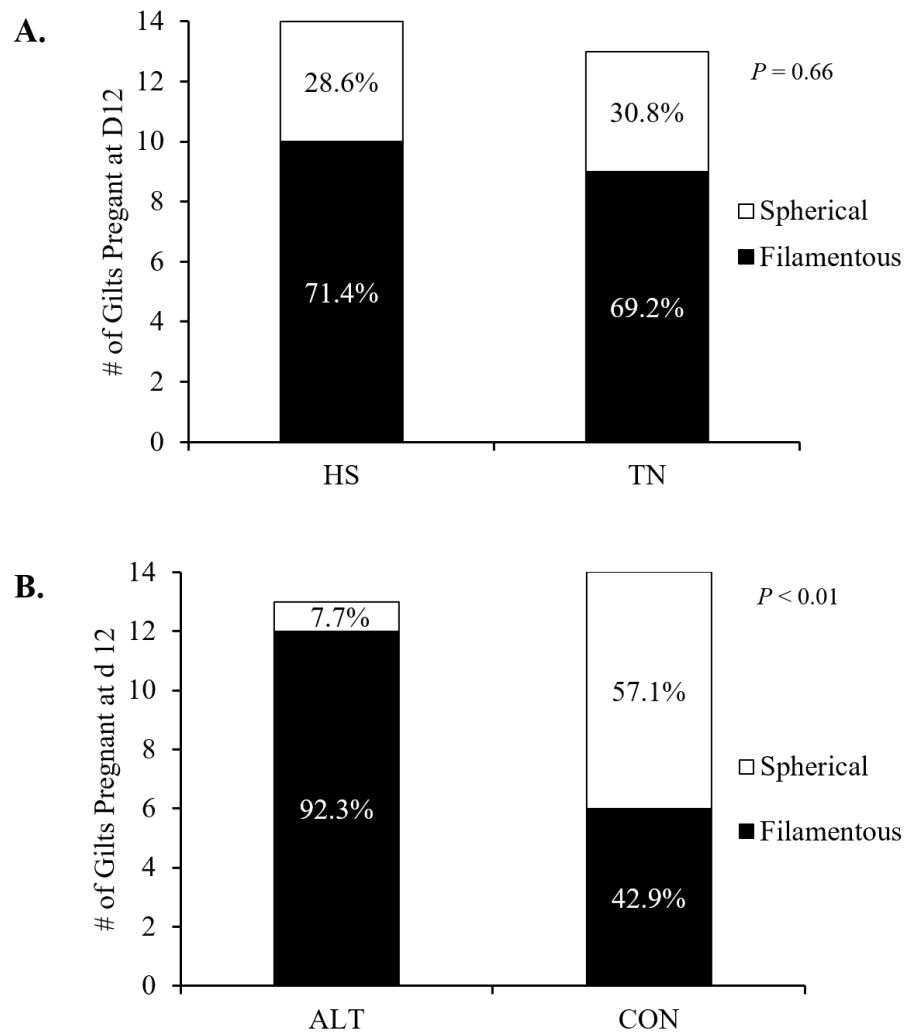 A.
# of Gilts Pregant at D12
14
12
10
8
6
4
2
0
28.6%
71.4%
30.8%
69.2%
P = 0.66
Spherical
Filamentous
HS
TN
B.
# of Gilts Pregnant at d 12
14
12
10
8
6
4
2
0
7.7%
92.3%
57.1%
42.9%
P < 0.01
Spherical
Filamentous
ALT
CON